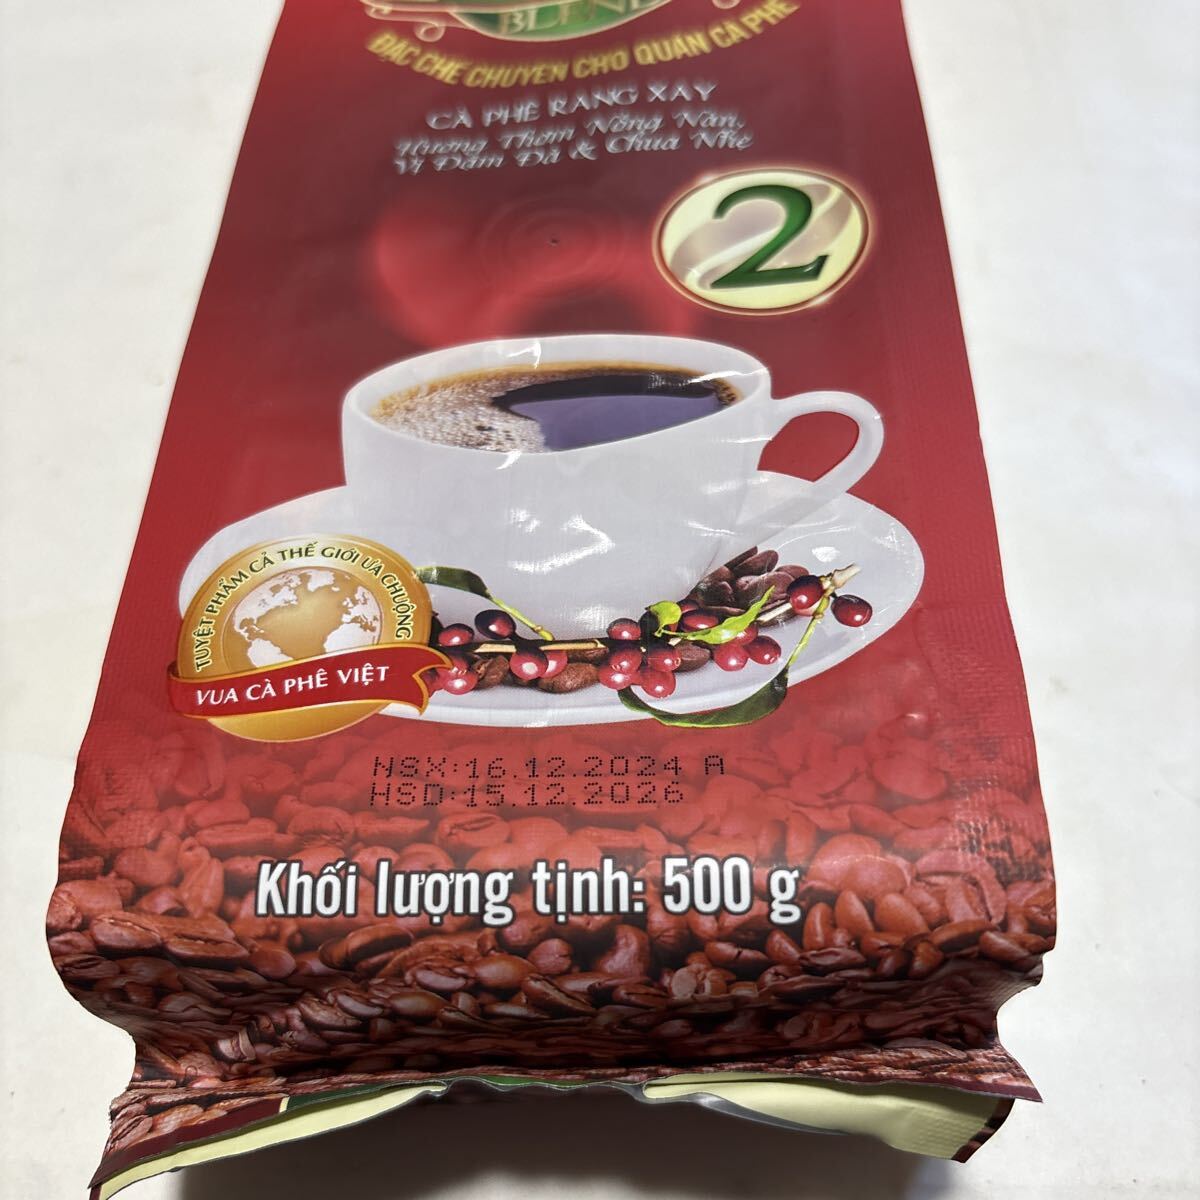 BLEND
ĐẶC CHẾ CHUYÊN CHO QUÁN CÀ PHÊ
CÀ PHÊ RANG XAY
Hương Thơm Nồng Nàn,
Vị Đậm Đà & Chua Nhẹ
2
TUYỆT PHẨM CẢ THẾ GIỚI ƯA CHUỘNG
VUA CÀ PHÊ VIỆT
NSX:16.12.2024 A
HSD:15.12.2026
Khối lượng tịnh: 500 g